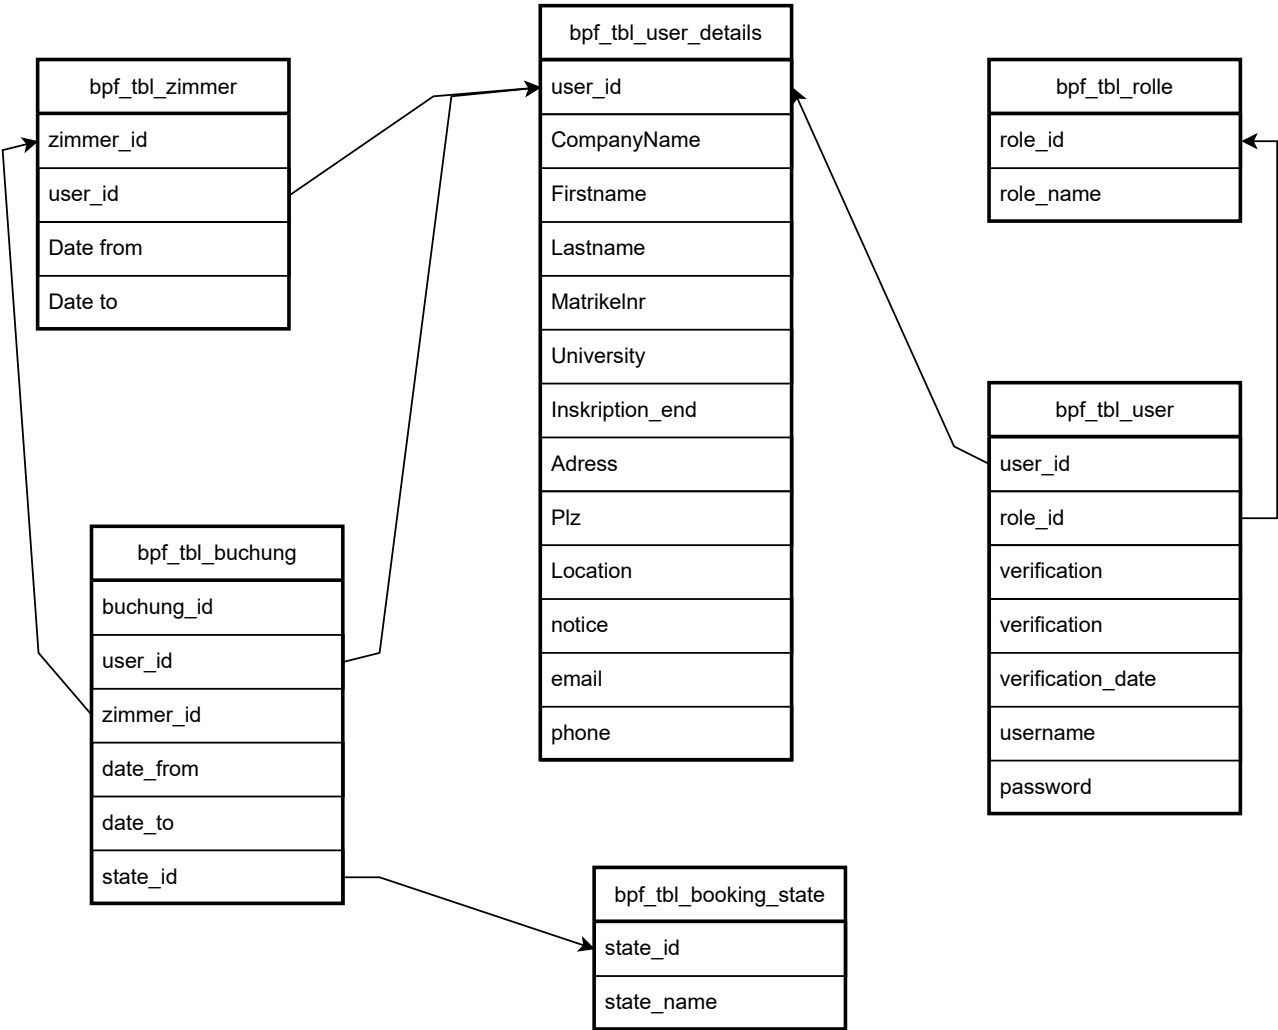 bpf_tbl_zimmer
zimmer_id
user_id
Date from
Date to
bpf_tbl_user_details
user_id
CompanyName
Firstname
Lastname
Matrikelnr
University
Inskription_end
Adress
Plz
Location
notice
email
phone
bpf_tbl_rolle
role_id
role_name
bpf_tbl_user
user_id
role_id
verification
verification
verification_date
username
password
bpf_tbl_buchung
buchung_id
user_id
zimmer_id
date_from
date_to
state_id
bpf_tbl_booking_state
state_id
state_name